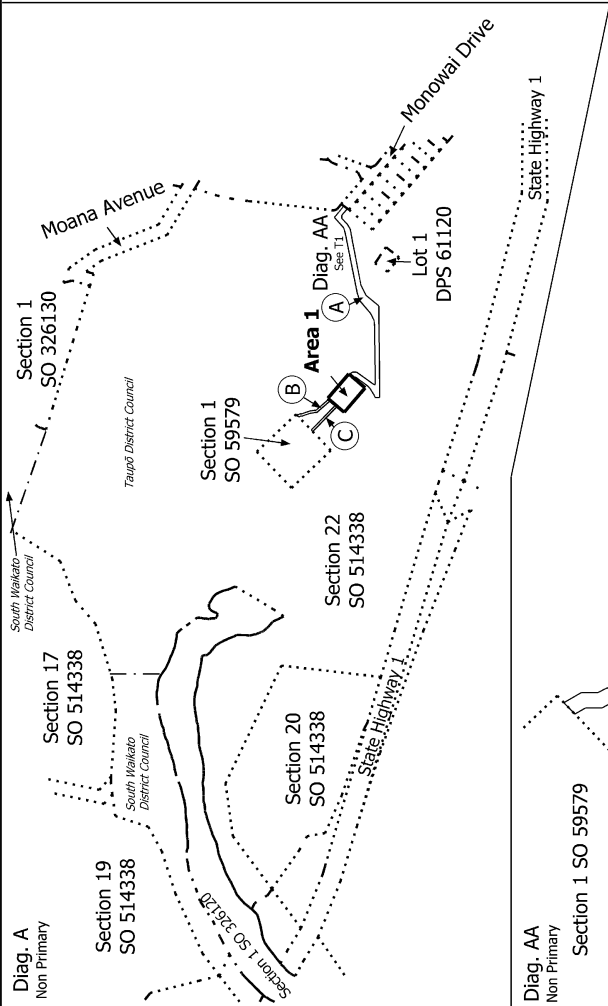 Diag. A
Non Primary
Section 19
SO 514338
Section 17
SO 514338
South Waikato
District Council
South Waikato
District Council
Section 1
SO 326130
Moana Avenue
Taupō District Council
Section 1
SO 59579
B
C
Area 1
A
Diag. AA
See T1
Monowai Drive
Lot 1
DPS 61120
State Highway 1
Section 22
SO 514338
Section 20
SO 514338
State Highway 1
Section 1 SO 326120
Diag. AA
Non Primary
Section 1 SO 59579